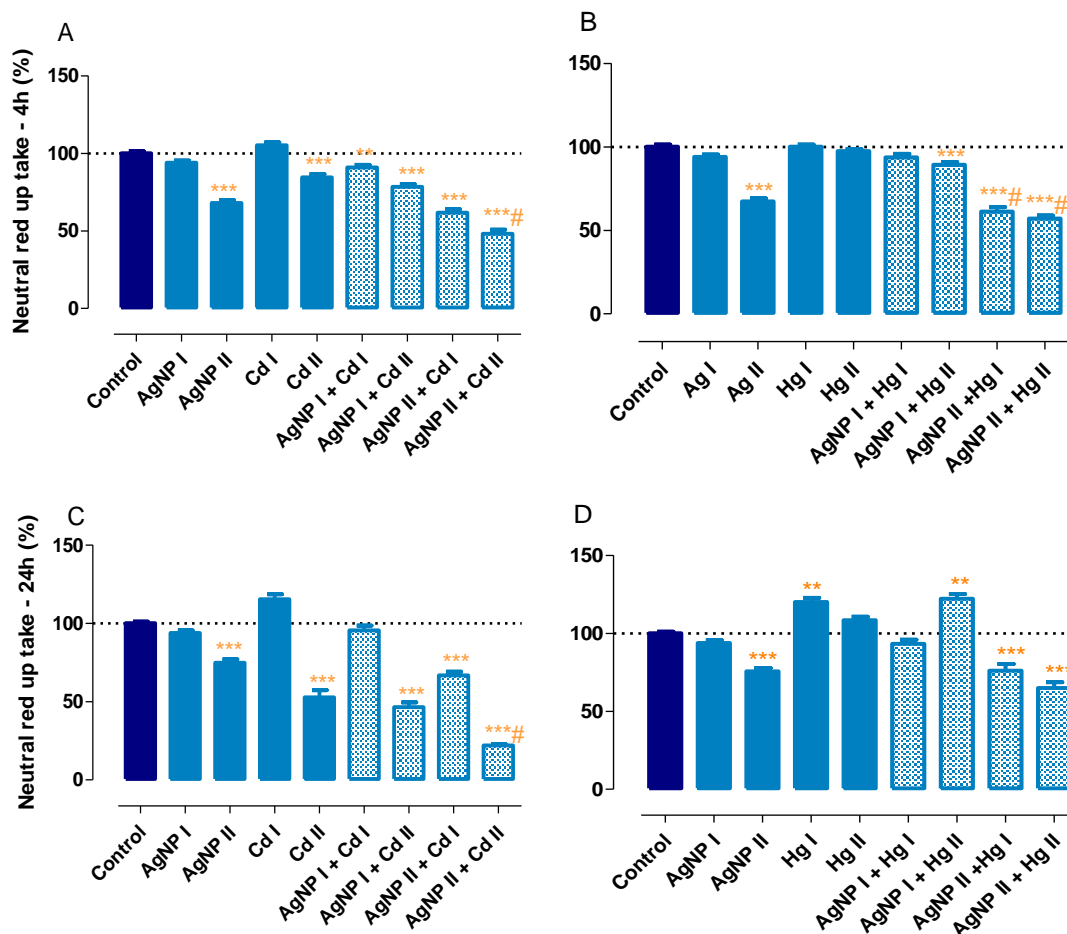 A
Neutral red up take - 4h (%)
150
100
50
0
***
***
**
***
***
***#
Control
AgNP I
AgNP II
Cd I
Cd II
AgNP I + Cd I
AgNP I + Cd II
AgNP II + Cd I
AgNP II + Cd II
B
150
100
50
0
***
***
***#
***#
Control
Ag I
Ag II
Hg I
Hg II
AgNP I + Hg I
AgNP I + Hg II
AgNP II +Hg I
AgNP II + Hg II
C
Neutral red up take - 24h (%)
150
100
50
0
***
***
***
***
***#
Control
AgNP I
AgNP II
Cd I
Cd II
AgNP I + Cd I
AgNP I + Cd II
AgNP II + Cd I
AgNP II + Cd II
D
150
100
50
0
***
**
**
***
***
Control
AgNP I
AgNP II
Hg I
Hg II
AgNP I + Hg I
AgNP I + Hg II
AgNP II +Hg I
AgNP II + Hg II